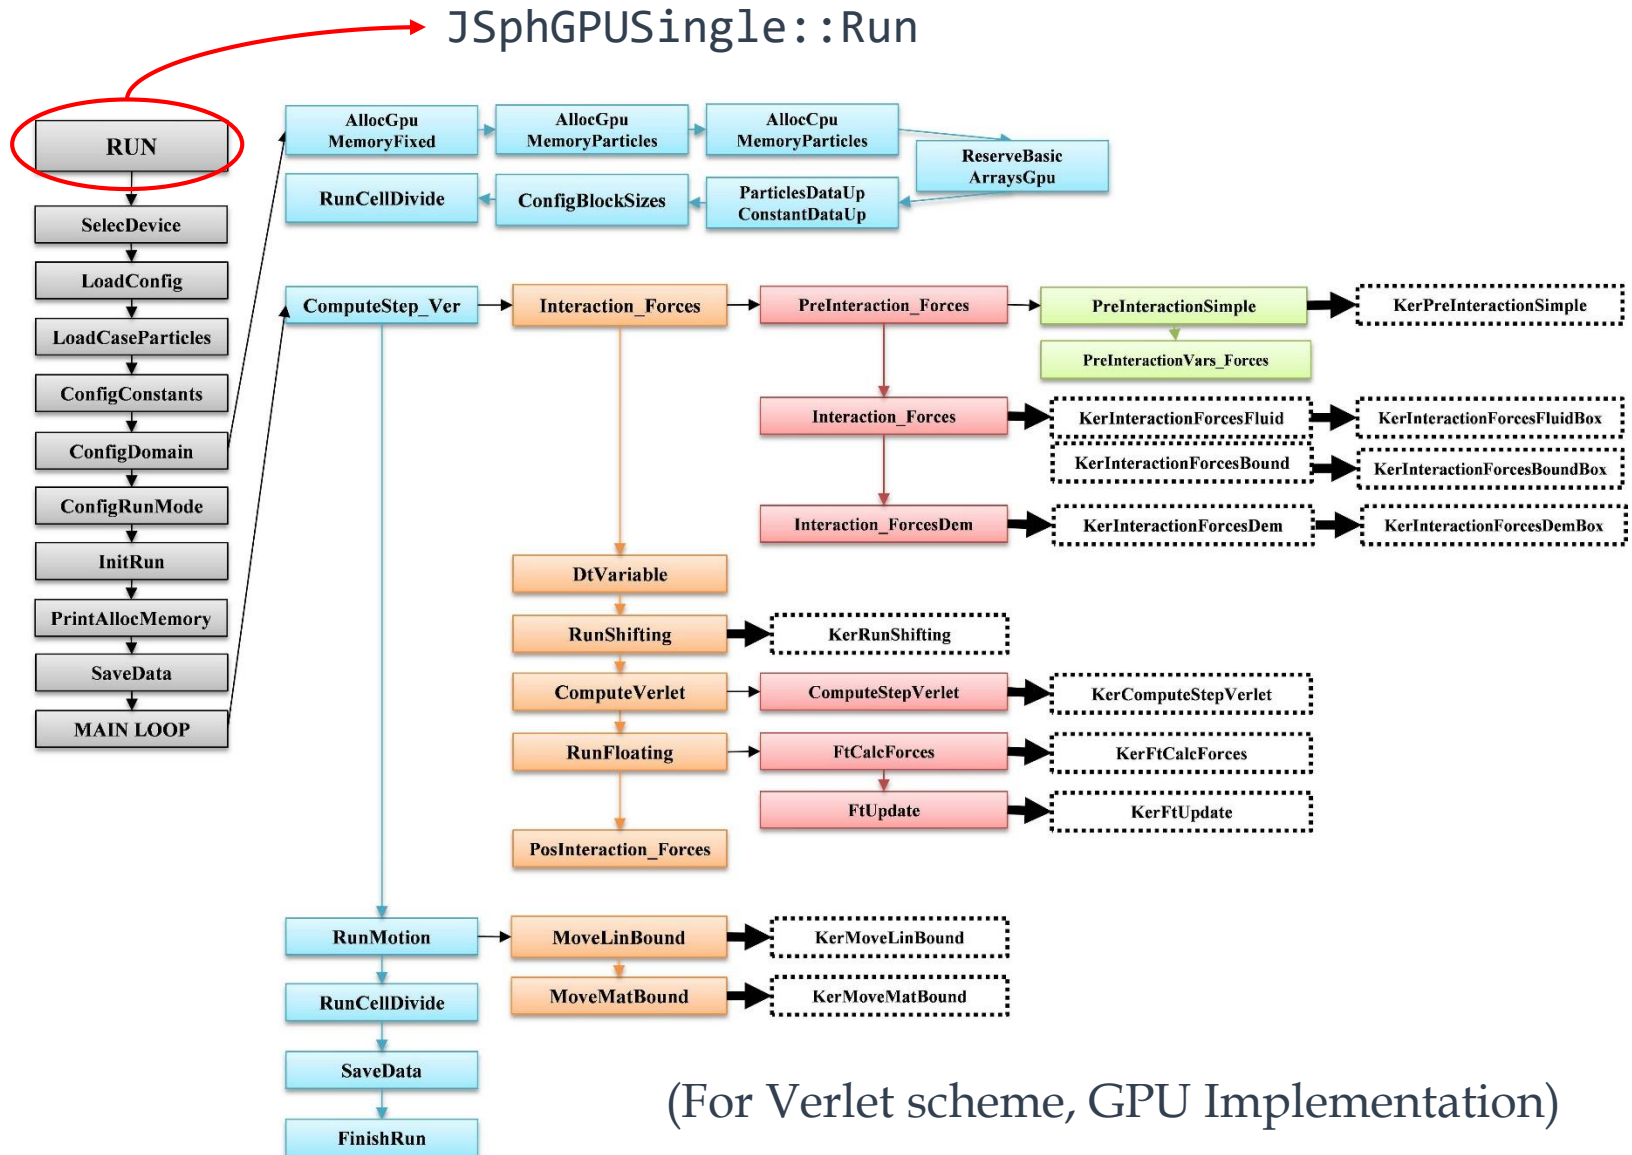 JSphGPUSingle::Run
RUN
SelecDevice
LoadConfig
LoadCaseParticles
ConfigConstants
ConfigDomain
ConfigRunMode
InitRun
PrintAllocMemory
SaveData
MAIN LOOP
AllocGpu
MemoryFixed
AllocGpu
MemoryParticles
AllocCpu
MemoryParticles
ReserveBasic
ArraysGpu
ParticlesDataUp
ConstantDataUp
ConfigBlockSizes
RunCellDivide
ComputeStep_Ver
Interaction_Forces
PreInteraction_Forces
PreInteractionSimple
KerPreInteractionSimple
PreInteractionVars_Forces
Interaction_Forces
KerInteractionForcesFluid
KerInteractionForcesFluidBox
KerInteractionForcesBound
KerInteractionForcesBoundBox
Interaction_ForcesDem
KerInteractionForcesDem
KerInteractionForcesDemBox
DtVariable
RunShifting
KerRunShifting
ComputeVerlet
ComputeStepVerlet
KerComputeStepVerlet
RunFloating
FtCalcForces
KerFtCalcForces
FtUpdate
KerFtUpdate
PosInteraction_Forces
RunMotion
MoveLinBound
KerMoveLinBound
MoveMatBound
KerMoveMatBound
RunCellDivide
SaveData
FinishRun
(For Verlet scheme, GPU Implementation)